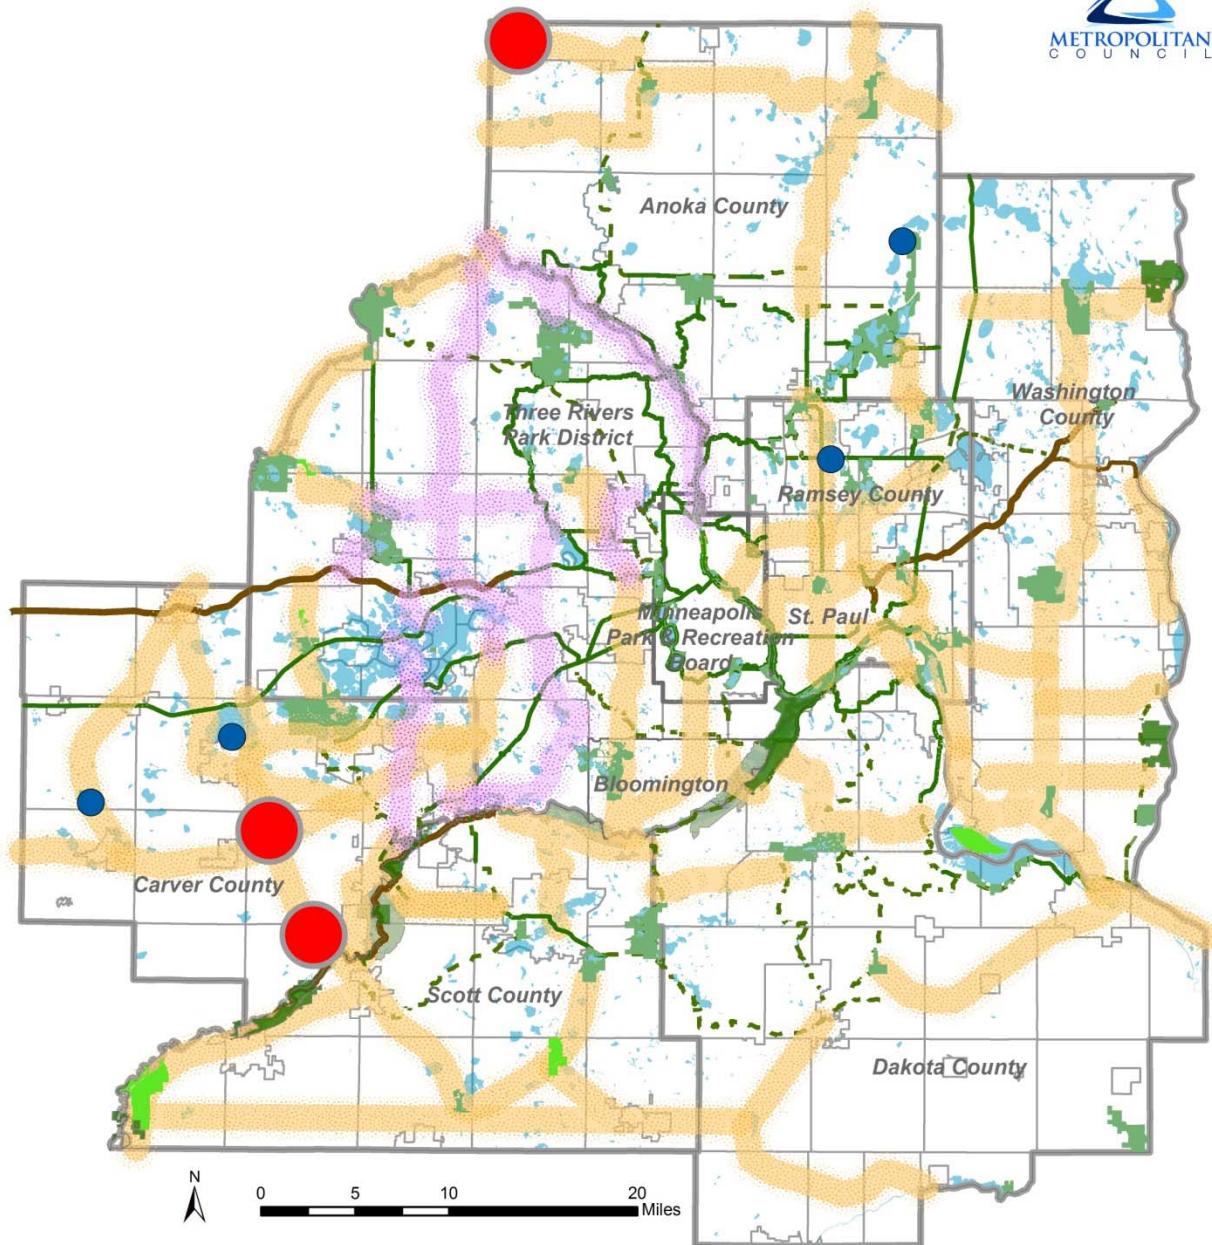 METROPOLITAN
COUNCIL
Anoka County
Washington
County
Three Rivers
Park District
Ramsey County
Minneapolis
Park & Recreation
Board
St. Paul
Bloomington
Carver County
Scott County
Dakota County
N
0 5 10 20
Miles